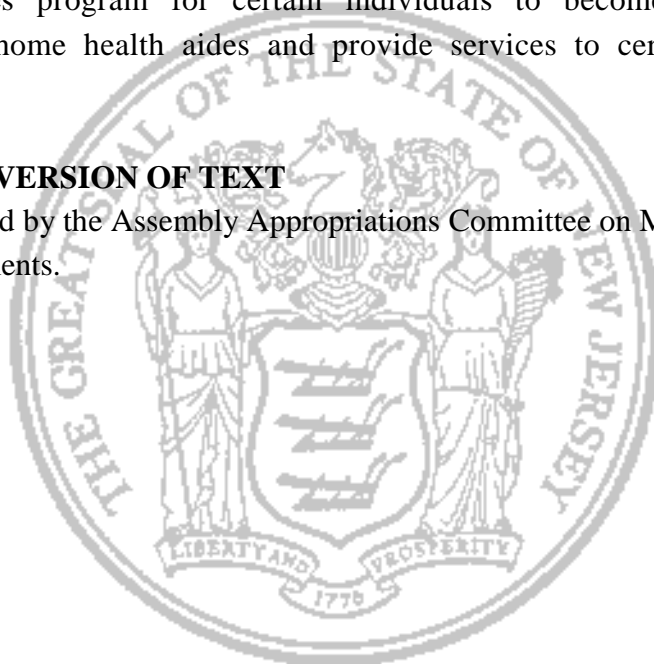 es program for certain individuals to become
home health aides and provide services to cer
VERSION OF TEXT
d by the Assembly Appropriations Committee on M
ents.
THE GREAT SEAL OF THE STATE OF NEW JERSEY
LIBERTY AND PROSPERITY
1776